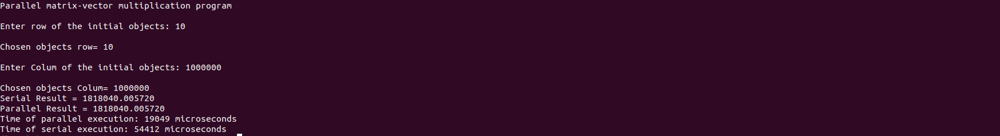 Parallel matrix-vector multiplication program
Enter row of the initial objects: 10
Chosen objects row= 10
Enter Colum of the initial objects: 1000000
Chosen objects Colum= 1000000
Serial Result = 1818040.005720
Parallel Result = 1818040.005720
Time of parallel execution: 19049 microseconds
Time of serial execution: 54412 microseconds